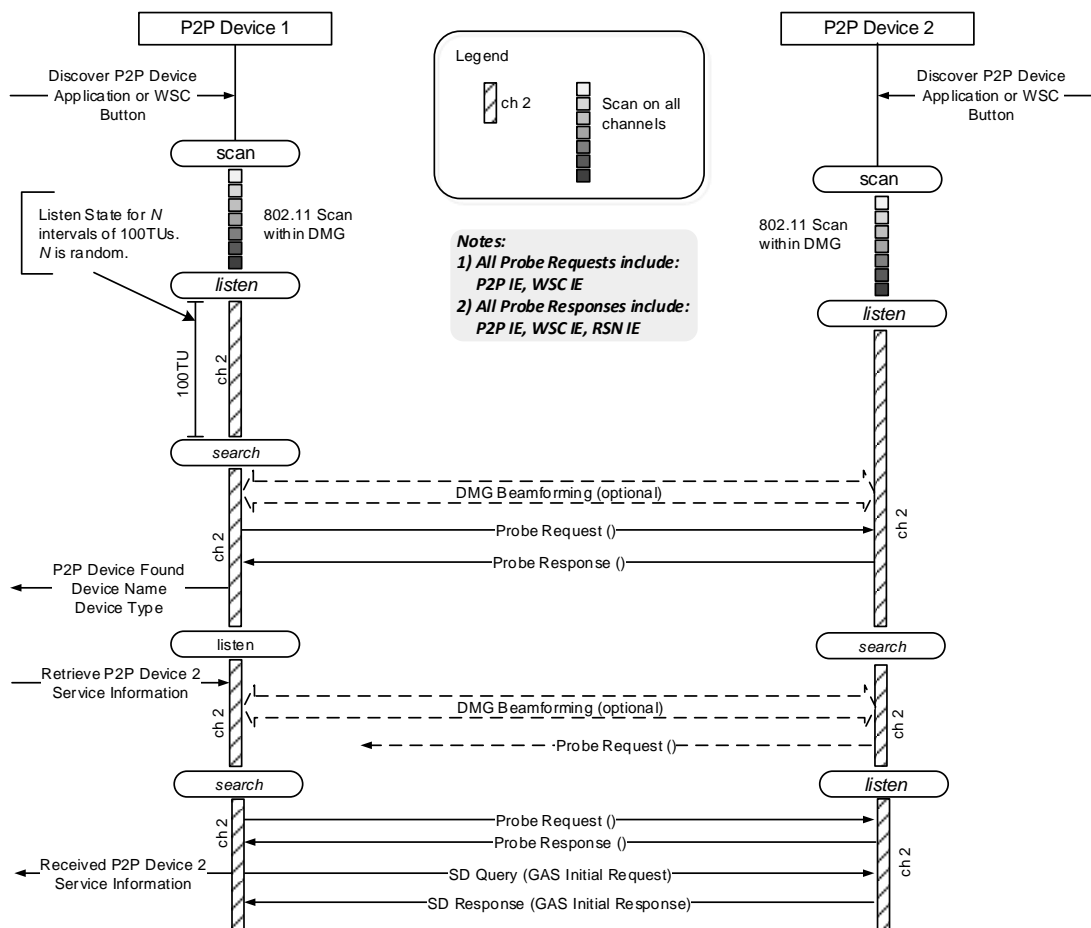 P2P Device 1
P2P Device 2
Discover P2P Device
Application or WSC
Button
Legend
ch 2
Scan on all
channels
Discover P2P Device
Application or WSC
Button
scan
scan
Listen State for N
intervals of 100TUs.
N is random.
802.11 Scan
within DMG
802.11 Scan
within DMG
Notes:
1) All Probe Requests include:
P2P IE, WSC IE
2) All Probe Responses include:
P2P IE, WSC IE, RSN IE
listen
listen
100TU
ch 2
search
DMG Beamforming (optional)
ch 2
ch 2
Probe Request ()
Probe Response ()
P2P Device Found
Device Name
Device Type
listen
search
Retrieve P2P Device 2
Service Information
DMG Beamforming (optional)
ch 2
ch 2
Probe Request ()
search
listen
Probe Request ()
ch 2
Probe Response ()
Received P2P Device 2
Service Information
SD Query (GAS Initial Request)
ch 2
SD Response (GAS Initial Response)